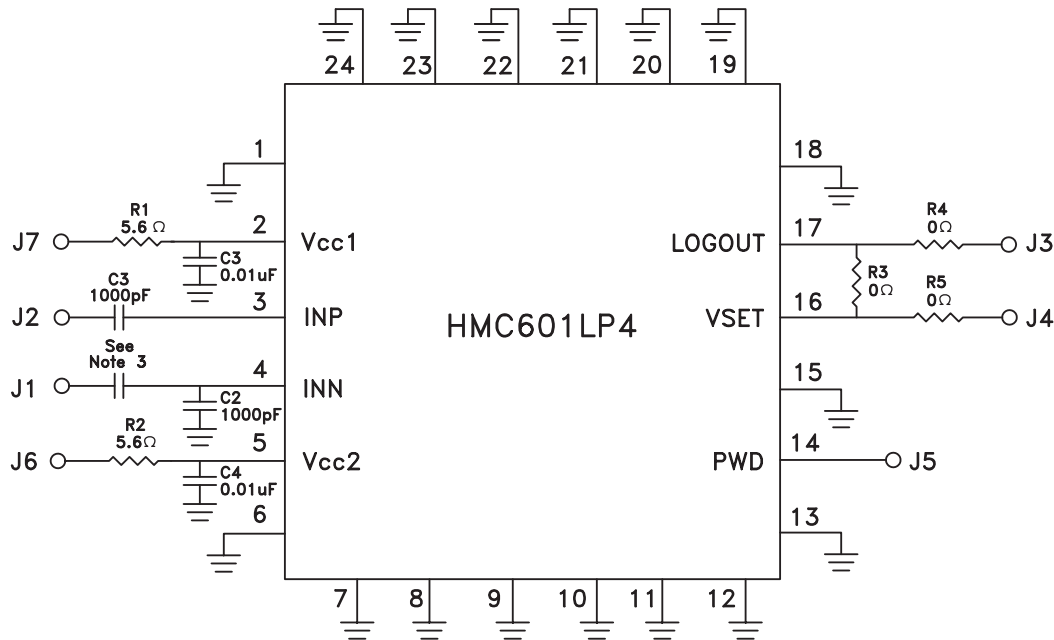 24 23 22 21 20 19
1
18
R1
5.6 Ω
2
J7
Vcc1
C3
0.01uF
LOGOUT
17
R4
0Ω
J3
R3
0Ω
C3
1000pF
3
J2
INP
HMC601LP4
VSET
16
R5
0Ω
J4
See
Note 3
4
J1
INN
C2
1000pF
15
R2
5.6Ω
5
J6
Vcc2
C4
0.01uF
PWD
14
J5
6
13
7 8 9 10 11 12